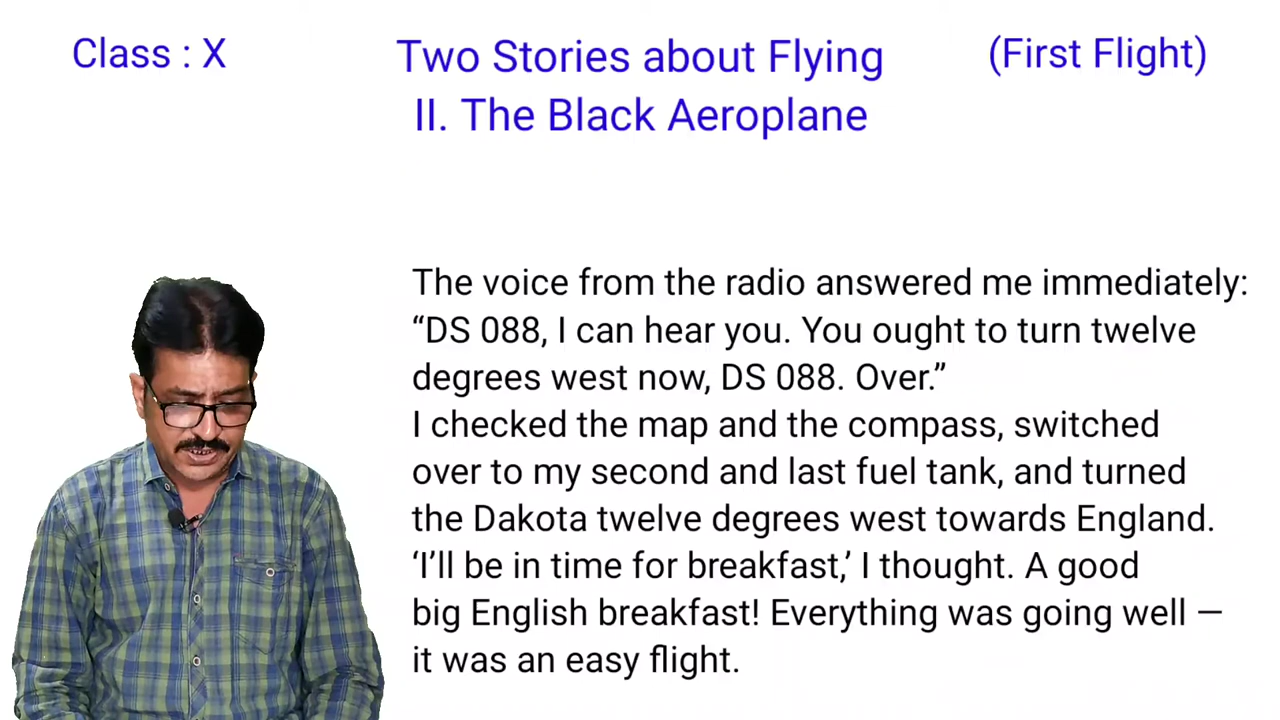 Class : X
Two Stories about Flying
(First Flight)
II. The Black Aeroplane
The voice from the radio answered me immediately:
“DS 088, I can hear you. You ought to turn twelve
degrees west now, DS 088. Over.”
I checked the map and the compass, switched
over to my second and last fuel tank, and turned
the Dakota twelve degrees west towards England.
‘I’ll be in time for breakfast,’ I thought. A good
big English breakfast! Everything was going well —
it was an easy flight.